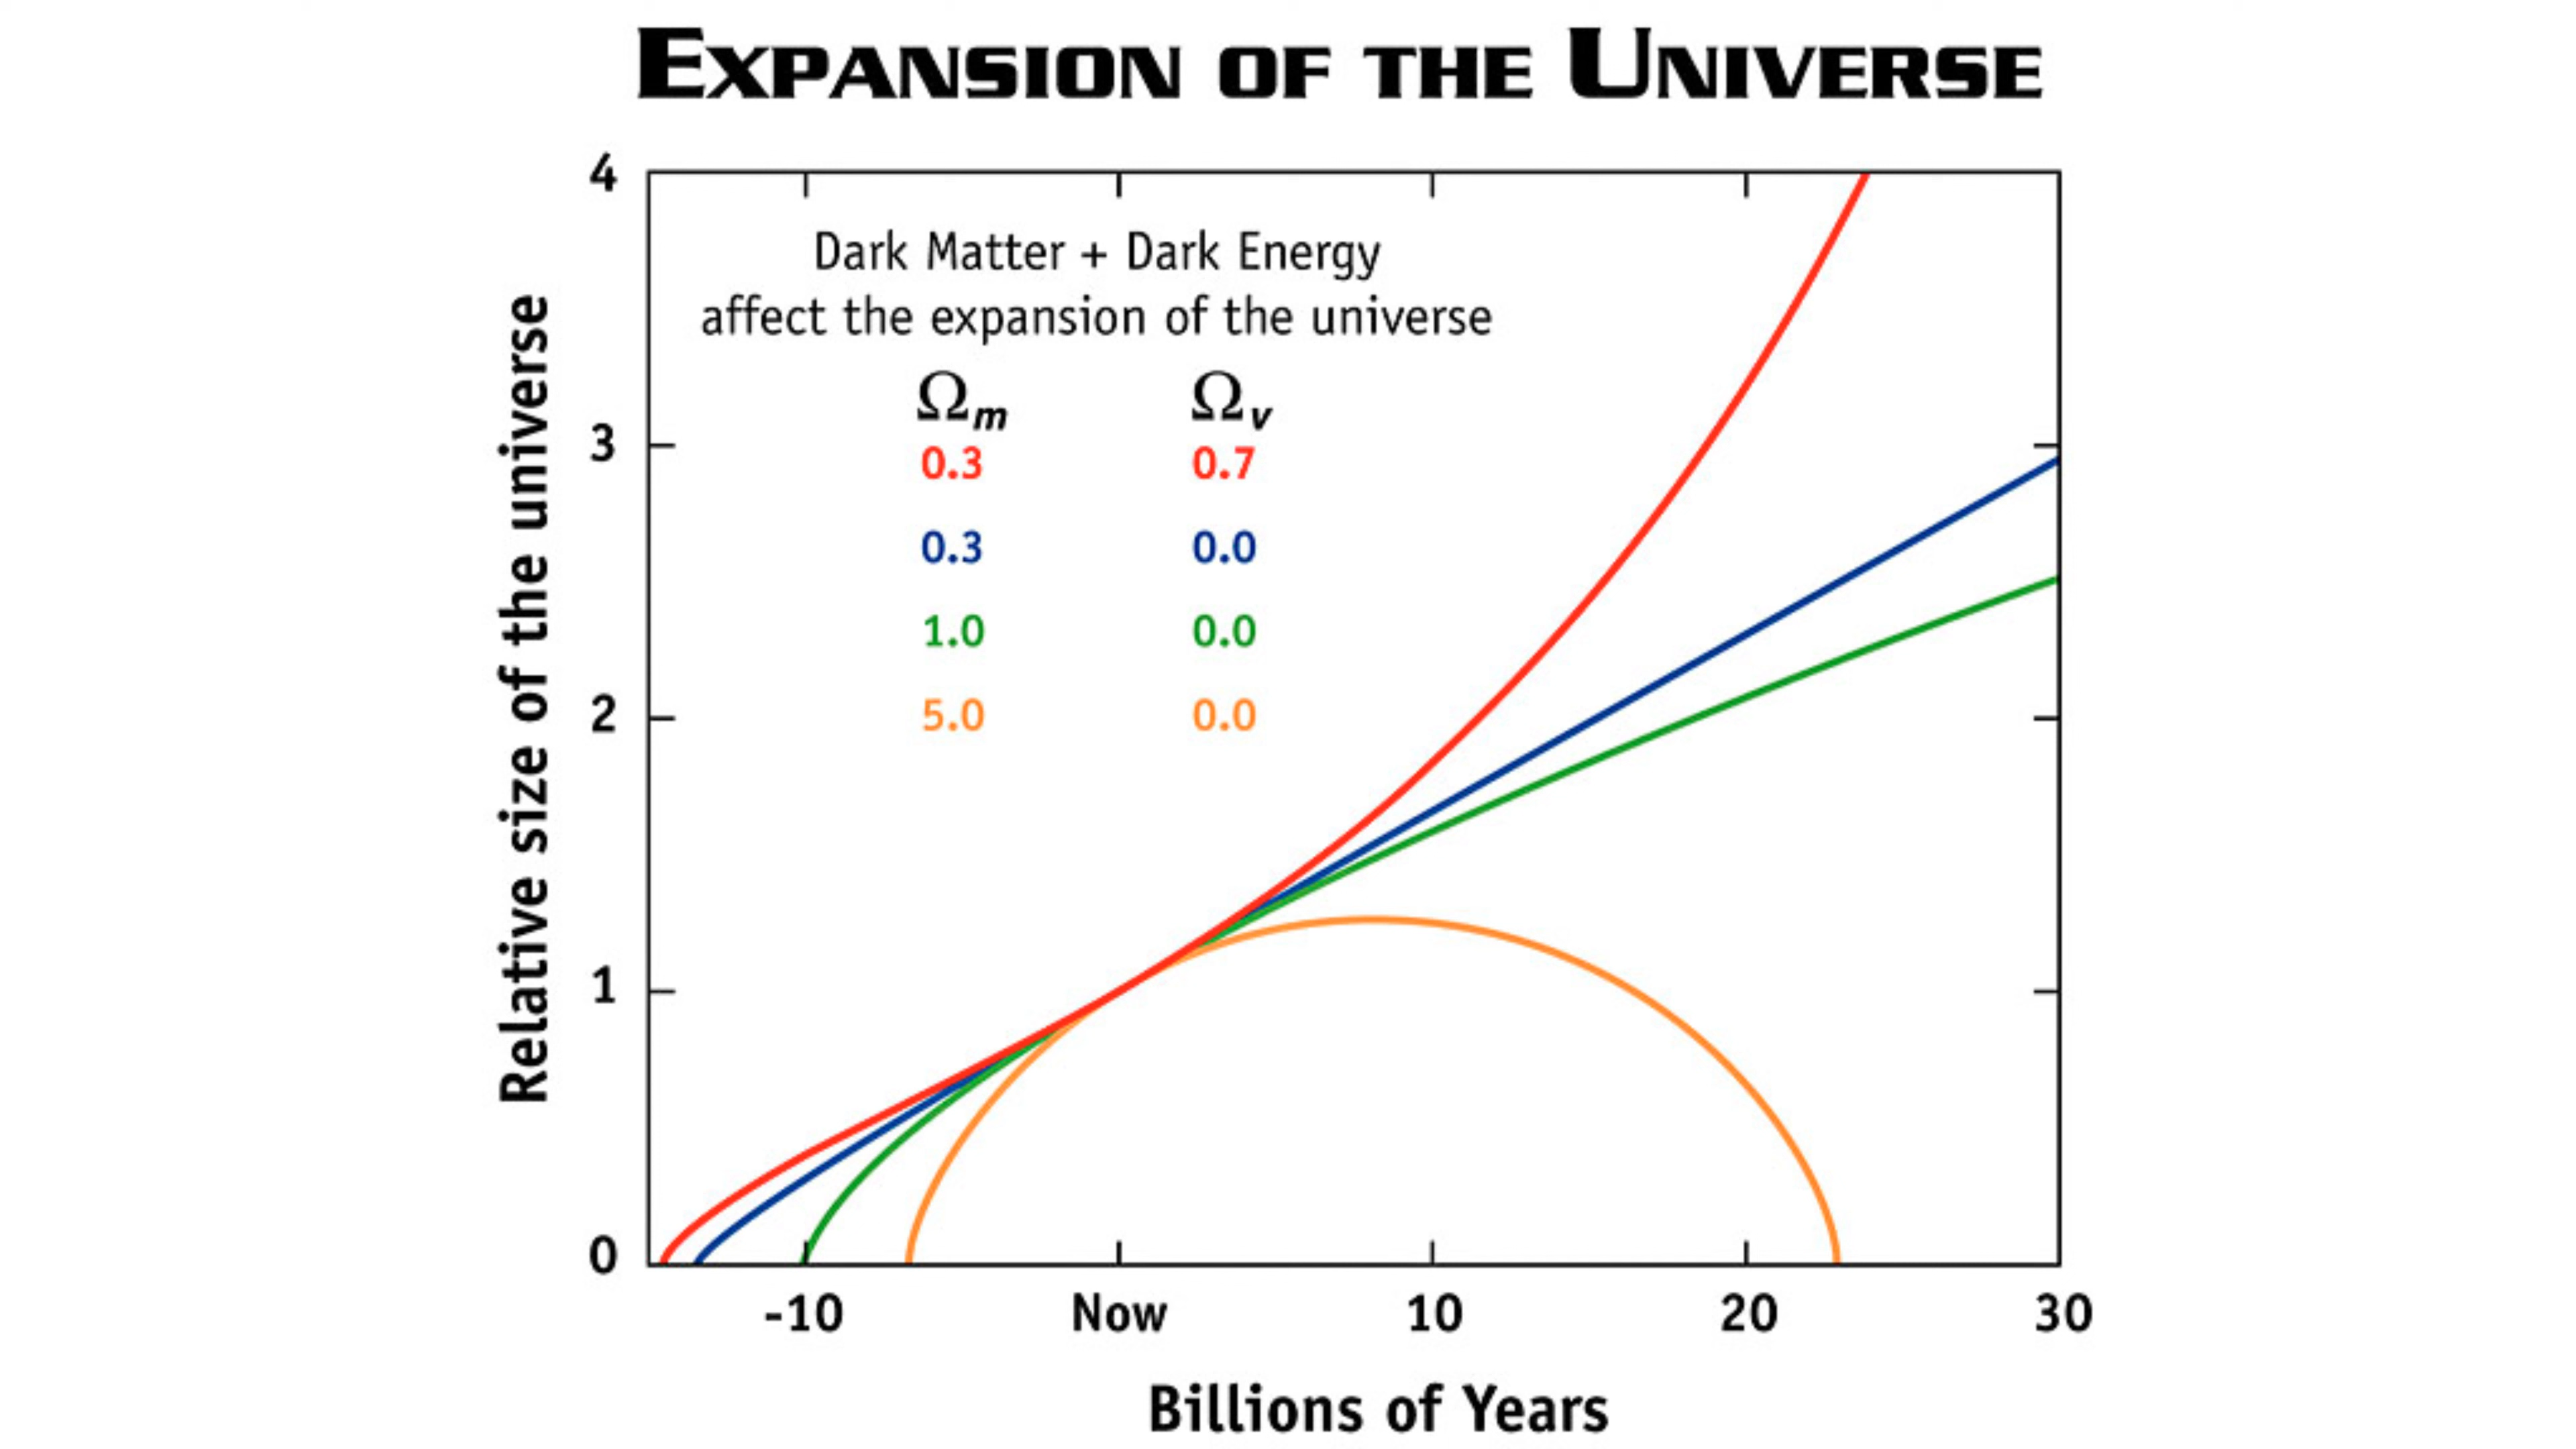 EXPANSION OF THE UNIVERSE
4
Dark Matter + Dark Energy
affect the expansion of the universe
Ωm Ωv
0.3 0.7
0.3 0.0
1.0 0.0
5.0 0.0
3
2
1
0
Relative size of the universe
-10 Now 10 20 30
Billions of Years